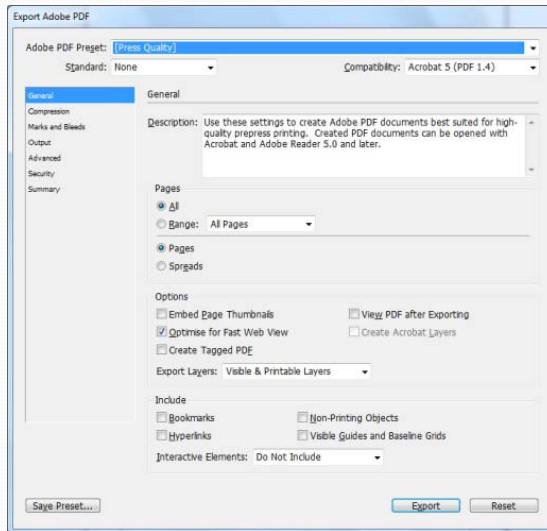 Export Adobe PDF
Adobe PDF Preset: [Press Quality]
Standard: None Compatibility: Acrobat 5 (PDF 1.4)
General
Compression
Marks and Bleeds
Output
Advanced
Security
Summary
General
Description: Use these settings to create Adobe PDF documents best suited for high-
quality prepress printing. Created PDF documents can be opened with
Acrobat and Adobe Reader 5.0 and later.
Pages
All
Range: All Pages
Pages
Spreads
Options
Embed Page Thumbnails View PDF after Exporting
Optimise for Fast Web View Create Acrobat Layers
Create Tagged PDF
Export Layers: Visible & Printable Layers
Include
Bookmarks Non-Printing Objects
Hyperlinks Visible Guides and Baseline Grids
Interactive Elements: Do Not Include
Save Preset... Export Reset